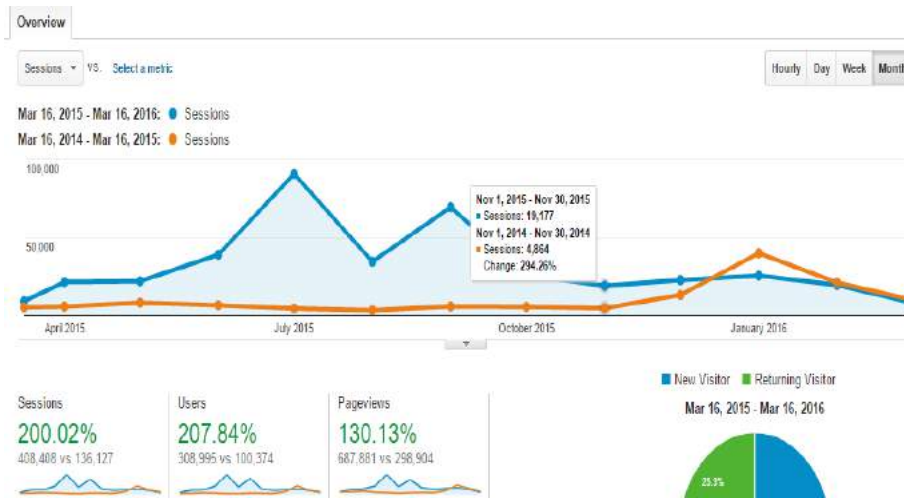 Overview
Sessions vs. Select a metric
Hourly Day Week Month
Mar 16, 2015 - Mar 16, 2016: Sessions
Mar 16, 2014 - Mar 16, 2015: Sessions
100,000
50,000
Nov 1, 2015 - Nov 30, 2015
Sessions: 19,177
Nov 1, 2014 - Nov 30, 2014
Sessions: 4,864
Change: 294.26%
April 2015 July 2015 October 2015 January 2016
New Visitor Returning Visitor
Mar 16, 2015 - Mar 16, 2016
Sessions
200.02%
408,408 vs 136,127
Users
207.84%
308,995 vs 100,374
Pageviews
130.13%
687,881 vs 298,904
25.9%